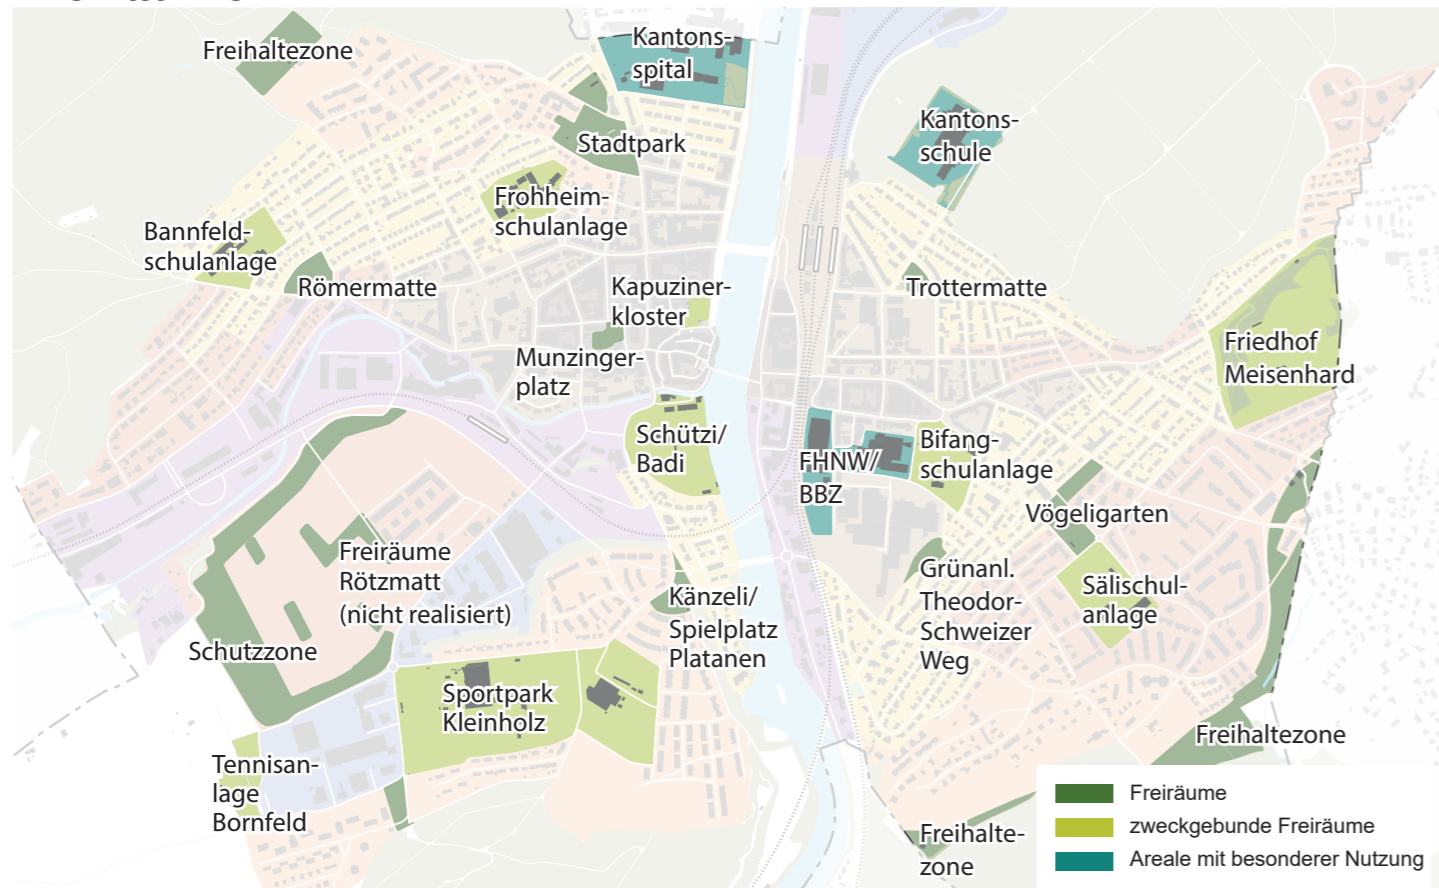 Freihaltezone
Kantons-
spital
Stadtpark
Kantons-
schule
Frohheim-
schulanlage
Bannfeld-
schulanlage
Römermatte
Kapuziner-
kloster
Trottermatte
Munzinger-
platz
Friedhof
Meisenhard
Schützi/
Badi
FHNW/
BBZ
Bifang-
schulanlage
Vögeligarten
Freiräume
Rötzmatt
(nicht realisiert)
Schutzzone
Känzeli/
Spielplatz
Platanen
Grünanl.
Theodor-
Schweizer
Weg
Sälischul-
anlage
Sportpark
Kleinholz
Tennisan-
lage
Bornfeld
Freihaltezone
Freihalte-
zone
Freiräume
zweckgebunde Freiräume
Areale mit besonderer Nutzung